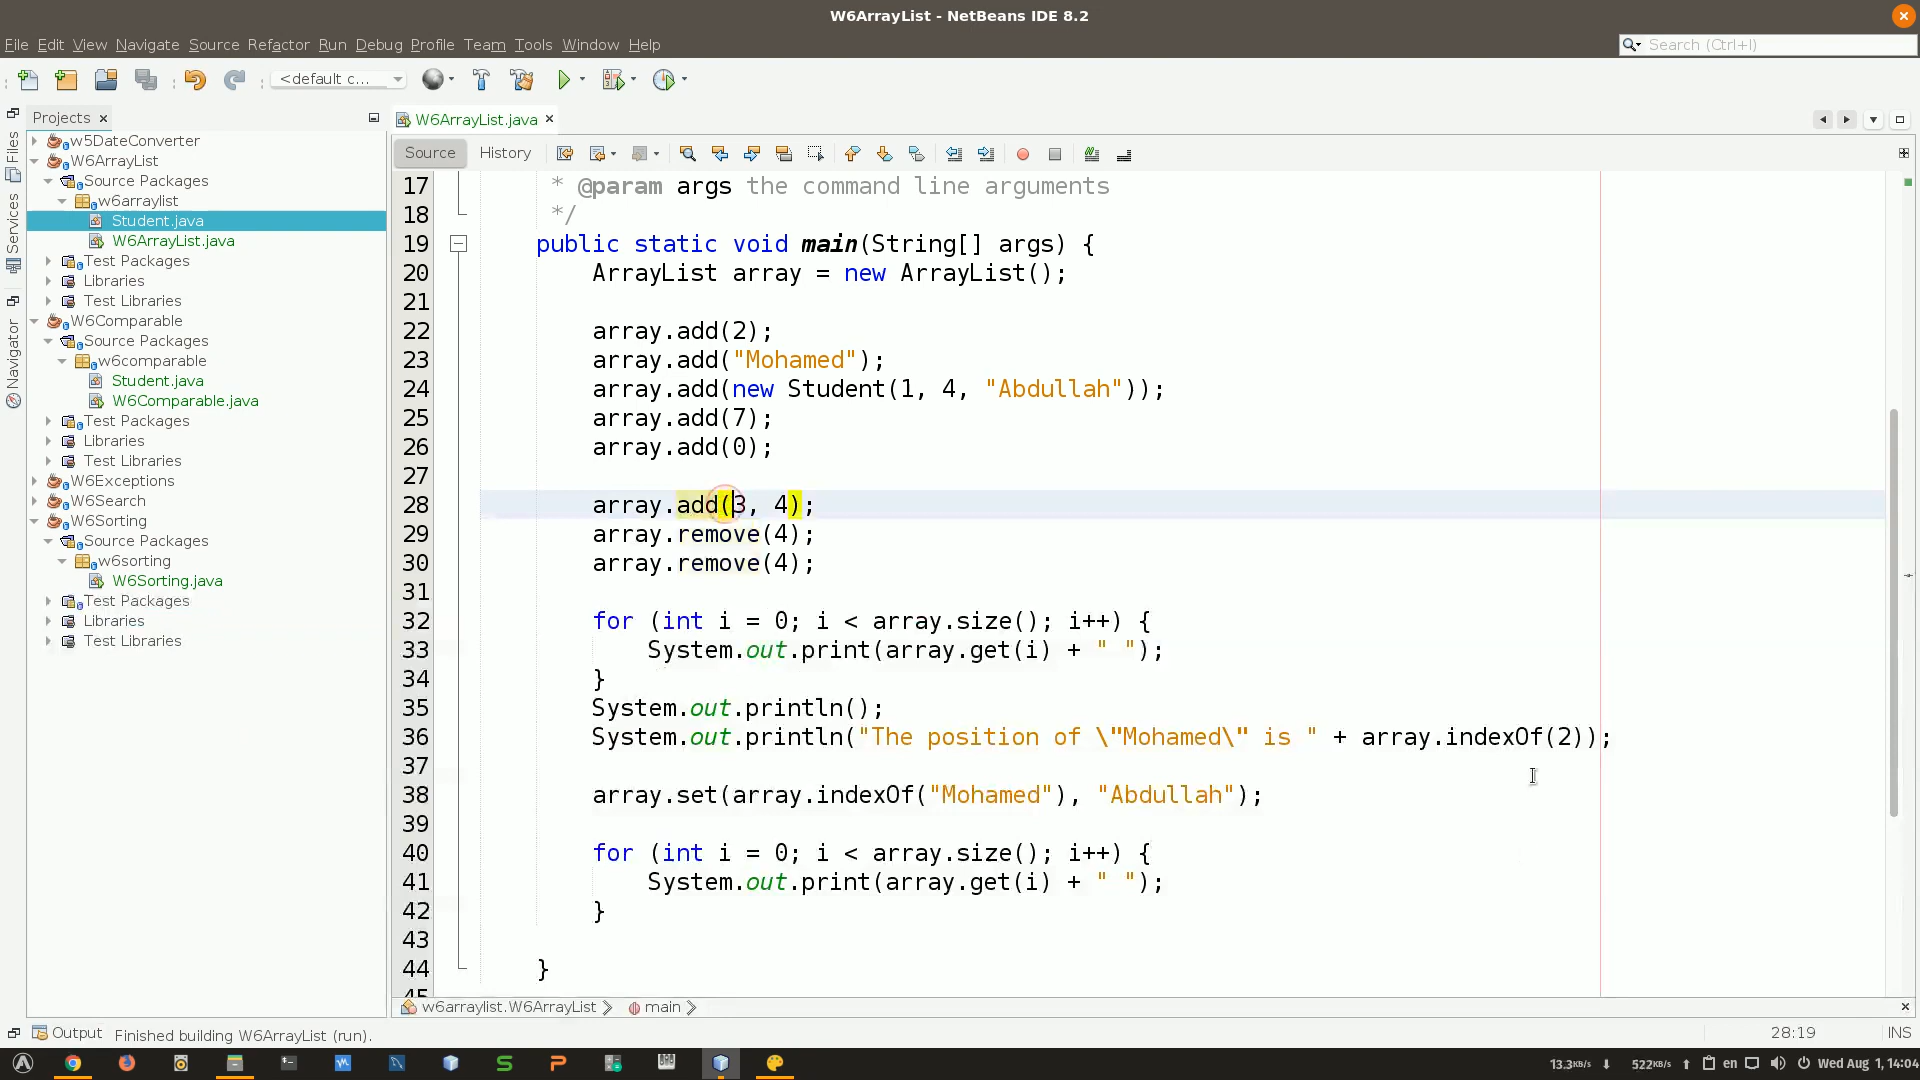 W6ArrayList - NetBeans IDE 8.2
File Edit View Navigate Source Refactor Run Debug Profile Team Tools Window Help
Search (Ctrl+I)
<default c...
Projects
W6ArrayList.java
Source History
Files
Services
Navigator
w5DateConverter
W6ArrayList
Source Packages
w6arraylist
Student.java
W6ArrayList.java
Test Packages
Libraries
Test Libraries
W6Comparable
Source Packages
w6comparable
Student.java
W6Comparable.java
Test Packages
Libraries
Test Libraries
W6Exceptions
W6Search
W6Sorting
Source Packages
w6sorting
W6Sorting.java
Test Packages
Libraries
Test Libraries
17 * @param args the command line arguments
18 */
19 public static void main(String[] args) {
20 ArrayList array = new ArrayList();
21
22 array.add(2);
23 array.add("Mohamed");
24 array.add(new Student(1, 4, "Abdullah"));
25 array.add(7);
26 array.add(0);
27
28 array.add(3, 4);
29 array.remove(4);
30 array.remove(4);
31
32 for (int i = 0; i < array.size(); i++) {
33 System.out.print(array.get(i) + " ");
34 }
35 System.out.println();
36 System.out.println("The position of \"Mohamed\" is " + array.indexOf(2));
37
38 array.set(array.indexOf("Mohamed"), "Abdullah");
39
40 for (int i = 0; i < array.size(); i++) {
41 System.out.print(array.get(i) + " ");
42 }
43
44 }
45
w6arraylist.W6ArrayList main
Output Finished building W6ArrayList (run).
28:19 INS
13.3KB/s 522KB/s en Wed Aug 1, 14:04